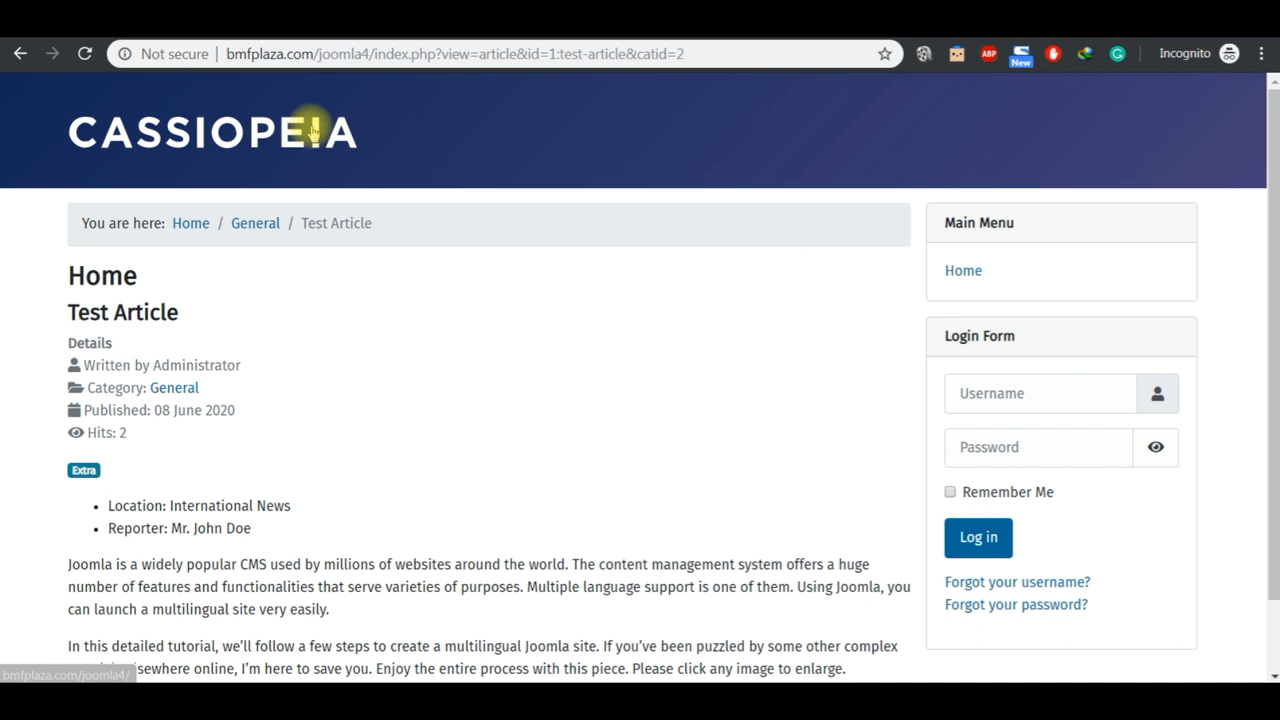 Not secure | bmfplaza.com/joomla4/index.php?view=article&id=1:test-article&catid=2
ABP
New
Incognito
CASSIOPEIA
You are here: Home / General / Test Article
Home
Test Article
Details
Written by Administrator
Category: General
Published: 08 June 2020
Hits: 2
Extra
• Location: International News
• Reporter: Mr. John Doe
Joomla is a widely popular CMS used by millions of websites around the world. The content management system offers a huge
number of features and functionalities that serve varieties of purposes. Multiple language support is one of them. Using Joomla, you
can launch a multilingual site very easily.
In this detailed tutorial, we'll follow a few steps to create a multilingual Joomla site. If you've been puzzled by some other complex
sewhere online, I'm here to save you. Enjoy the entire process with this piece. Please click any image to enlarge.
bmfplaza.com/joomla4/
Main Menu
Home
Login Form
Username
Password
Remember Me
Log in
Forgot your username?
Forgot your password?